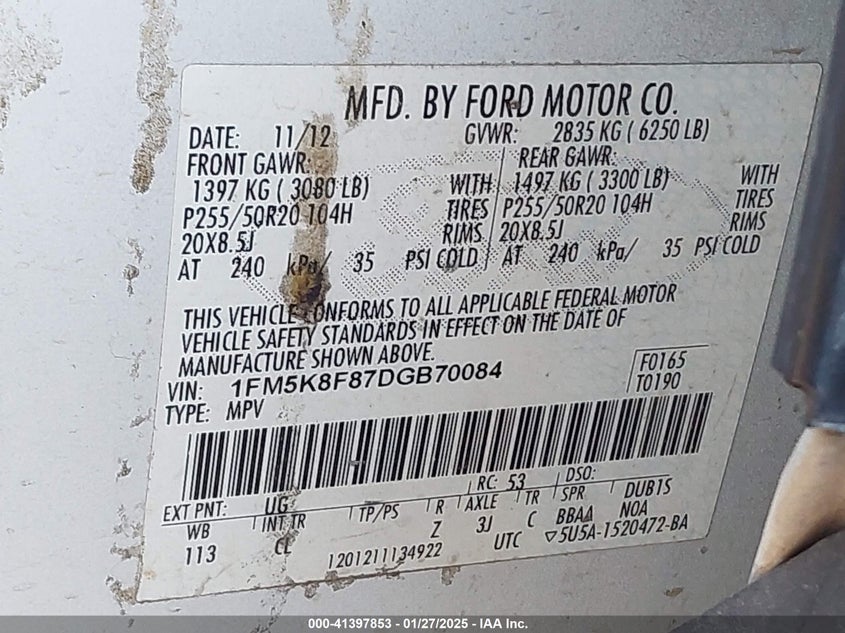 MFD. BY FORD MOTOR CO.
DATE: 11/12 GVWR: 2835 KG ( 6250 LB)
FRONT GAWR: REAR GAWR:
1397 KG ( 3080 LB) WITH 1497 KG ( 3300 LB) WITH
P255/50R20 104H TIRES P255/50R20 104H TIRES
20X8.5J RIMS 20X8.5J RIMS
AT 240 kPa/ 35 PSI COLD AT 240 kPa/ 35 PSI COLD
THIS VEHICLE CONFORMS TO ALL APPLICABLE FEDERAL MOTOR
VEHICLE SAFETY STANDARDS IN EFFECT ON THE DATE OF
MANUFACTURE SHOWN ABOVE.
VIN: 1FM5K8F87DGB70084 F0165
TYPE: MPV T0190
EXT PNT: UG RC: 53 DSO:
WB INT TR TP/PS R AXLE TR SPR DUB1S
113 CL Z 3J C BBAA NOA
1201211134922 UTC ▽5U5A-1520472-BA
000-41397853 - 01/27/2025 - IAA Inc.